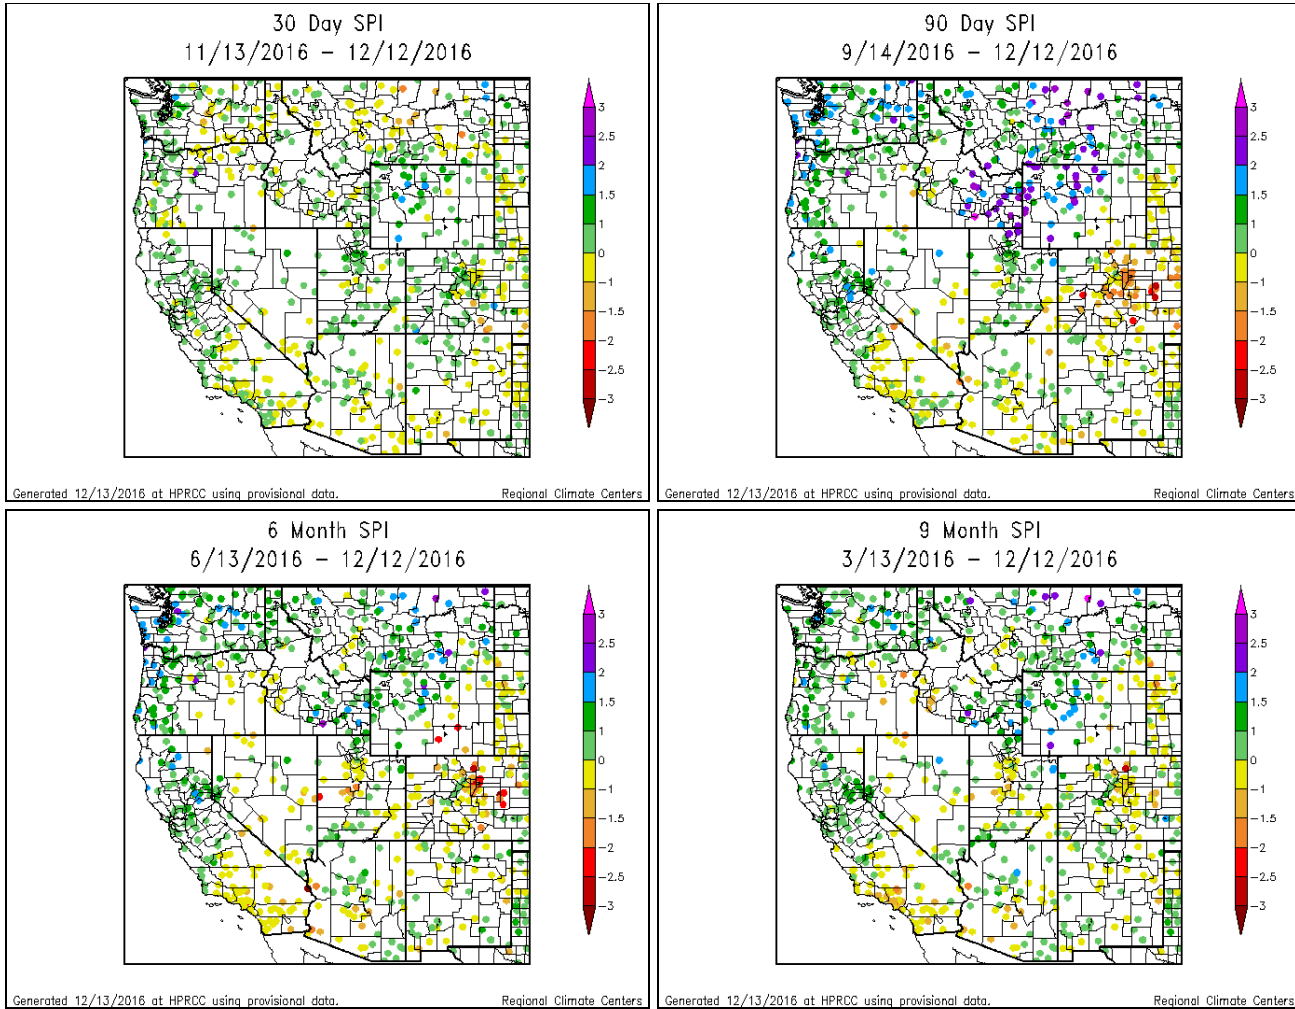 30 Day SPI
11/13/2016 - 12/12/2016
3
2.5
2
1.5
1
0
-1
-1.5
-2
-2.5
-3
Generated 12/13/2016 at HPRCC using provisional data.
Regional Climate Centers
90 Day SPI
9/14/2016 - 12/12/2016
3
2.5
2
1.5
1
0
-1
-1.5
-2
-2.5
-3
Generated 12/13/2016 at HPRCC using provisional data.
Regional Climate Centers
6 Month SPI
6/13/2016 - 12/12/2016
3
2.5
2
1.5
1
0
-1
-1.5
-2
-2.5
-3
Generated 12/13/2016 at HPRCC using provisional data.
Regional Climate Centers
9 Month SPI
3/13/2016 - 12/12/2016
3
2.5
2
1.5
1
0
-1
-1.5
-2
-2.5
-3
Generated 12/13/2016 at HPRCC using provisional data.
Regional Climate Centers